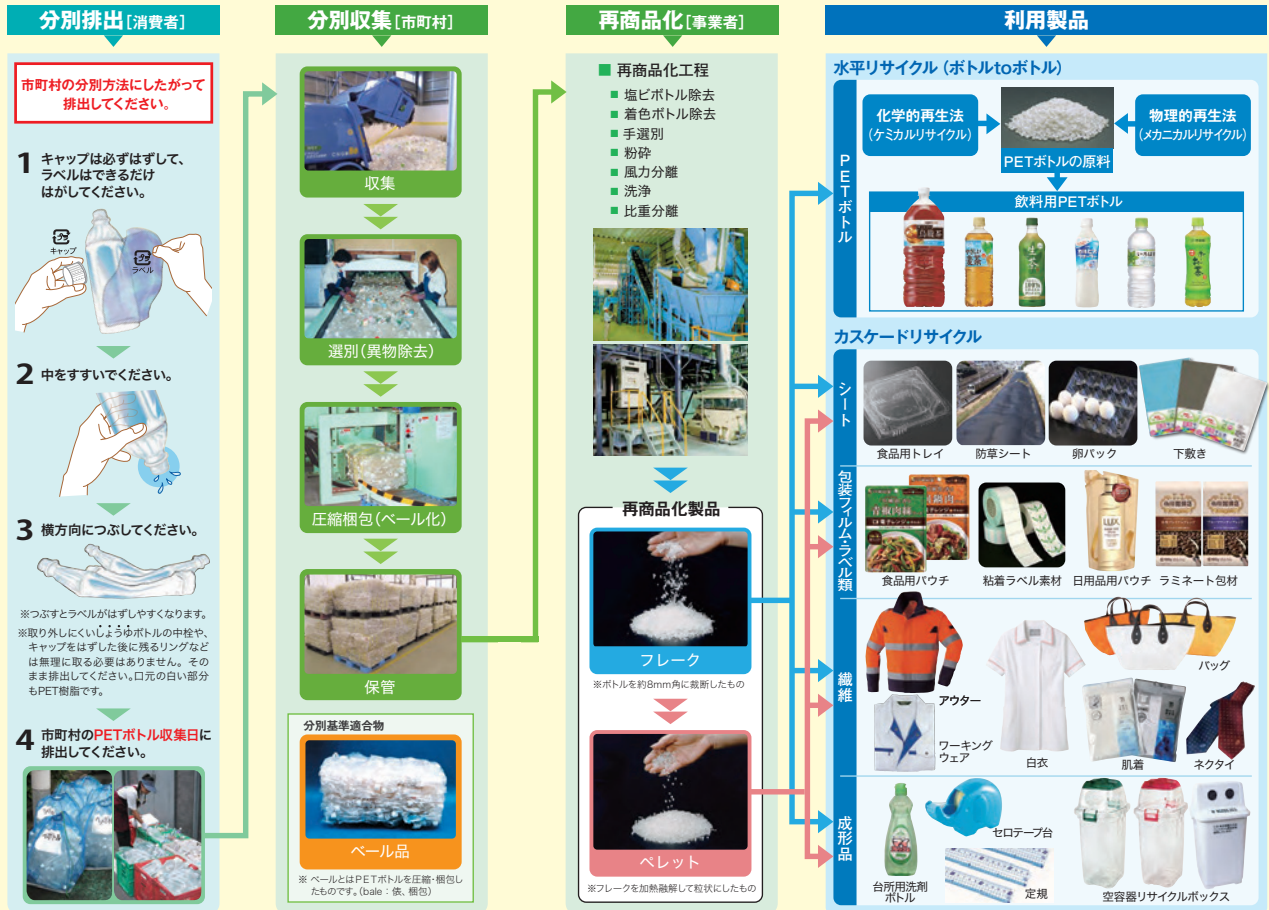 分別排出[消費者]
市町村の分別方法にしたがって
排出してください。
1 キャップは必ずはずして、
ラベルはできるだけ
はがしてください。
キャップ
ラベル
2 中をすすいでください。
3 横方向につぶしてください。
※つぶすとラベルがはずしやすくなります。
※取り外しにくいしょうゆボトルの中栓や、
キャップをはずした後に残るリングなど
は無理に取る必要はありません。その
まま排出してください。口元の白い部分
もPET樹脂です。
4 市町村のPETボトル収集日に
排出してください。
分別収集[市町村]
収集
選別(異物除去)
圧縮梱包(ベール化)
保管
分別基準適合物
ベール品
※ ベールとはPETボトルを圧縮・梱包し
たものです。(bale:俵、梱包)
再商品化[事業者]
■ 再商品化工程
■ 塩ビボトル除去
■ 着色ボトル除去
■ 手選別
■ 粉砕
■ 風力分離
■ 洗浄
■ 比重分離
再商品化製品
フレーク
※ボトルを約8mm角に裁断したもの
ペレット
※フレークを加熱融解して粒状にしたもの
利用製品
水平リサイクル(ボトルtoボトル)
PETボトル
化学的再生法
(ケミカルリサイクル)
物理的再生法
(メカニカルリサイクル)
PETボトルの原料
飲料用PETボトル
カスケードリサイクル
シート
食品用トレイ
防草シート
卵パック
下敷き
包装フィルム・ラベル類
青椒肉絲
LUX
食品用パウチ
粘着ラベル素材
日用品用パウチ
ラミネート包材
繊維
アウター
バッグ
ワーキング
ウェア
白衣
肌着
ネクタイ
成形品
台所用洗剤
ボトル
セロテープ台
定規
空容器リサイクルボックス